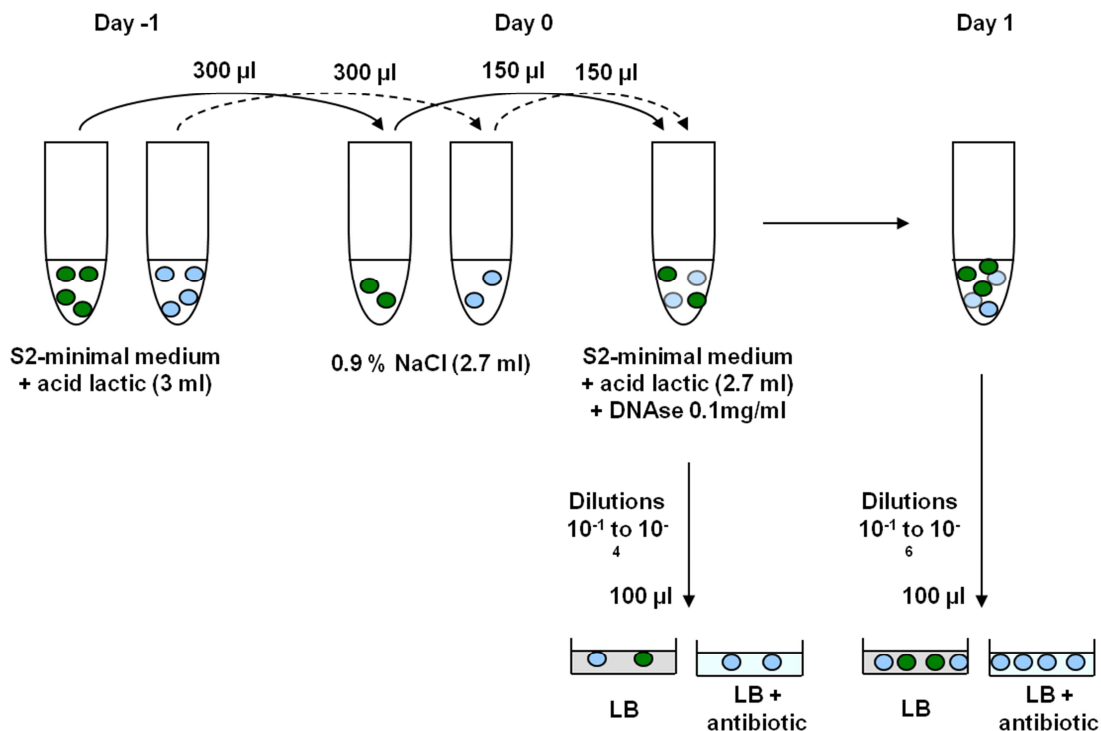 Day -1
Day 0
Day 1
300 µl
300 µl
150 µl
150 µl
S2-minimal medium
+ acid lactic (3 ml)
0.9 % NaCl (2.7 ml)
S2-minimal medium
+ acid lactic (2.7 ml)
+ DNAse 0.1mg/ml
Dilutions
10-1 to 10-
4
100 µl
Dilutions
10-1 to 10-
6
100 µl
LB
LB +
antibiotic
LB
LB +
antibiotic